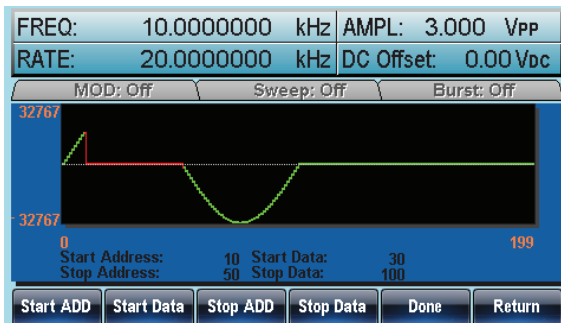 FREQ: 10.0000000 kHz AMPL: 3.000 VPP
RATE: 20.0000000 kHz DC Offset: 0.00 VDC
MOD: Off Sweep: Off Burst: Off
32767
- 32767
0 199
Start Address: 10 Start Data: 30
Stop Address: 50 Stop Data: 100
Start ADD Start Data Stop ADD Stop Data Done Return